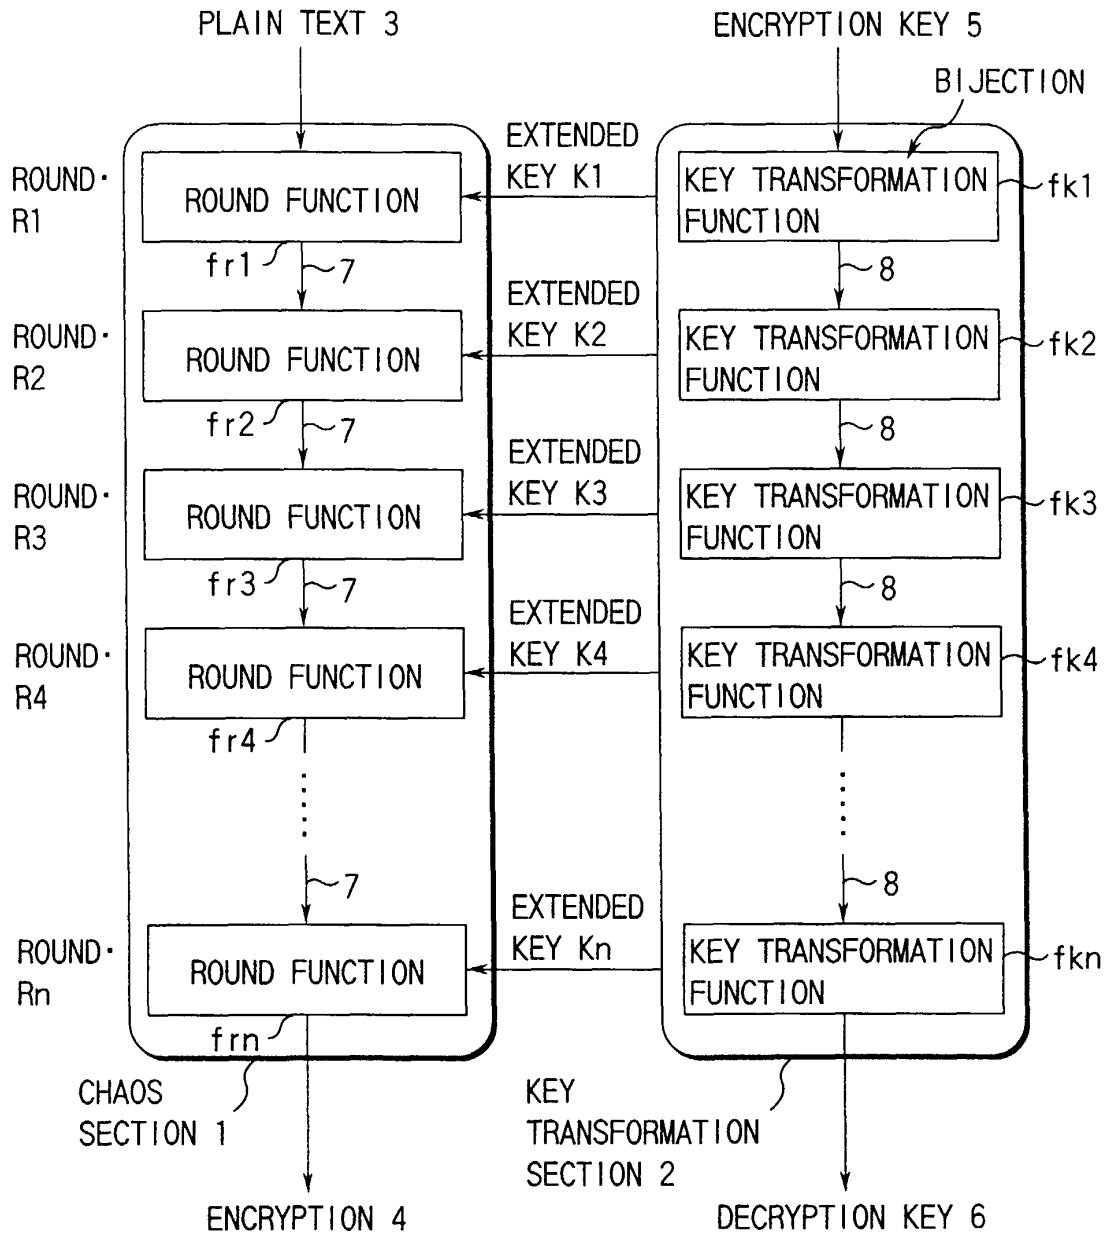 PLAIN TEXT 3
ENCRYPTION KEY 5
BIJECTION
ROUND·
R1
ROUND FUNCTION
fr1
7
EXTENDED
KEY K1
KEY TRANSFORMATION
FUNCTION
fk1
8
ROUND·
R2
ROUND FUNCTION
fr2
7
EXTENDED
KEY K2
KEY TRANSFORMATION
FUNCTION
fk2
8
ROUND·
R3
ROUND FUNCTION
fr3
7
EXTENDED
KEY K3
KEY TRANSFORMATION
FUNCTION
fk3
8
ROUND·
R4
ROUND FUNCTION
fr4
EXTENDED
KEY K4
KEY TRANSFORMATION
FUNCTION
fk4
7
8
ROUND·
Rn
ROUND FUNCTION
frn
EXTENDED
KEY Kn
KEY TRANSFORMATION
FUNCTION
fkn
CHAOS
SECTION 1
KEY
TRANSFORMATION
SECTION 2
ENCRYPTION 4
DECRYPTION KEY 6